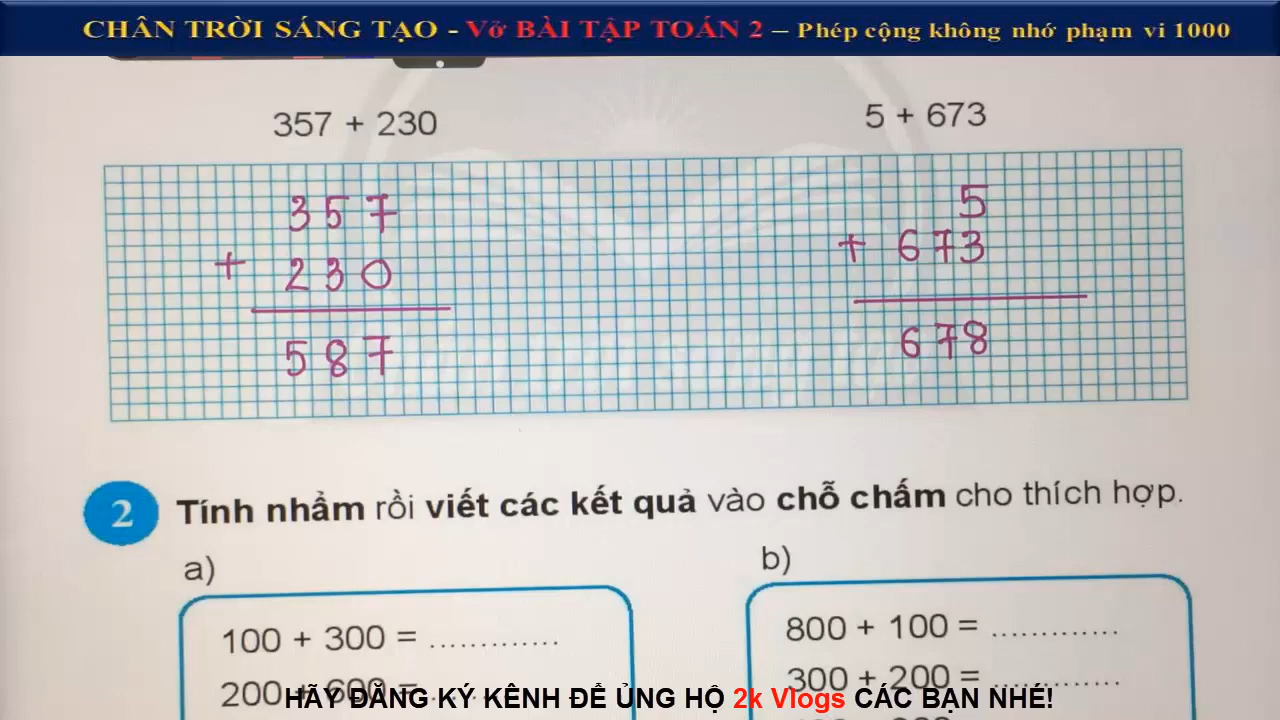 CHÂN TRỜI SÁNG TẠO - Vở BÀI TẬP TOÁN 2 – Phép cộng không nhớ phạm vi 1000
357 + 230
5 + 673
357
+ 230
587
5
+ 673
678
2 Tính nhẩm rồi viết các kết quả vào chỗ chấm cho thích hợp.
a)
100 + 300 = .............
200 + 600 = .............
b)
800 + 100 = .............
300 + 200 = .............
HÃY ĐĂNG KÝ KÊNH ĐỂ ỦNG HỘ 2k Vlogs CÁC BẠN NHÉ!